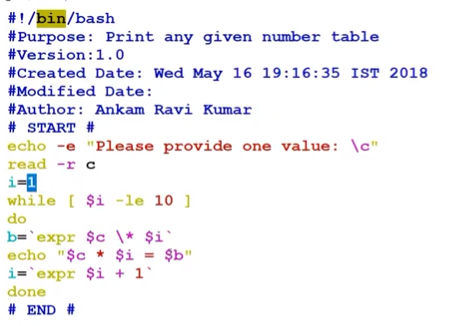 #!/bin/bash
#Purpose: Print any given number table
#Version:1.0
#Created Date: Wed May 16 19:16:35 IST 2018
#Modified Date:
#Author: Ankam Ravi Kumar
# START #
echo -e "Please provide one value: \c"
read -r c
i=1
while [ $i -le 10 ]
do
b=`expr $c \* $i`
echo "$c * $i = $b"
i=`expr $i + 1`
done
# END #